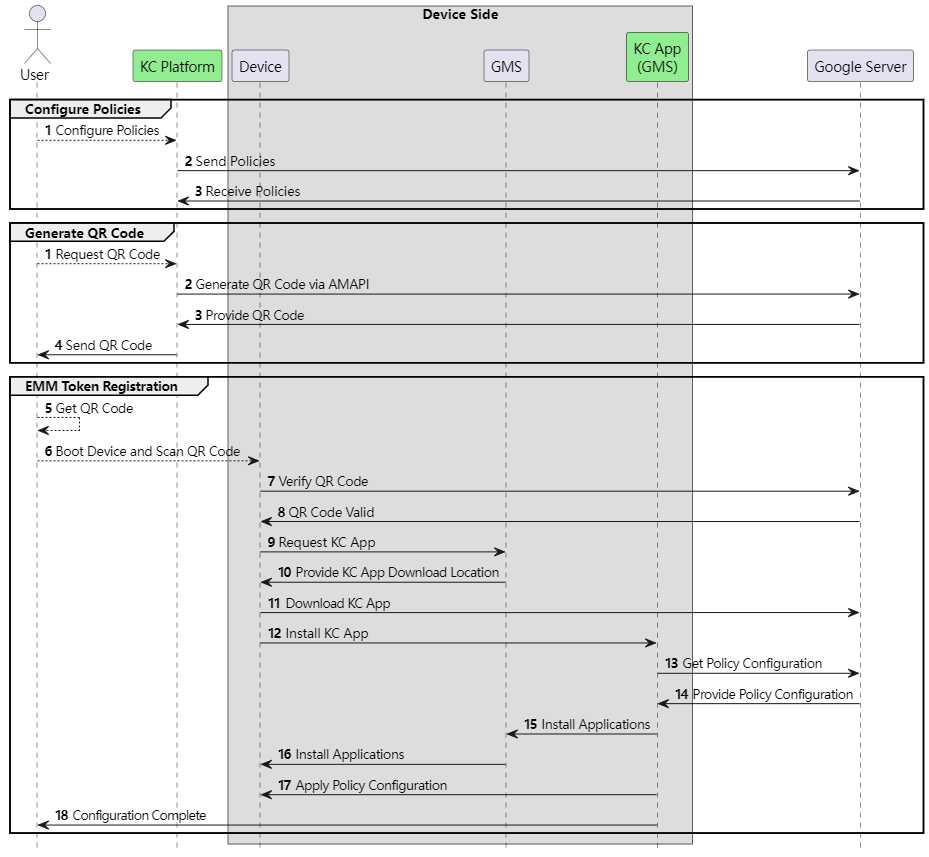 Device Side
User
KC Platform
Device
GMS
KC App
(GMS)
Google Server
Configure Policies
1 Configure Policies
2 Send Policies
3 Receive Policies
Generate QR Code
1 Request QR Code
2 Generate QR Code via AMAPI
3 Provide QR Code
4 Send QR Code
EMM Token Registration
5 Get QR Code
6 Boot Device and Scan QR Code
7 Verify QR Code
8 QR Code Valid
9 Request KC App
10 Provide KC App Download Location
11 Download KC App
12 Install KC App
13 Get Policy Configuration
14 Provide Policy Configuration
15 Install Applications
16 Install Applications
17 Apply Policy Configuration
18 Configuration Complete